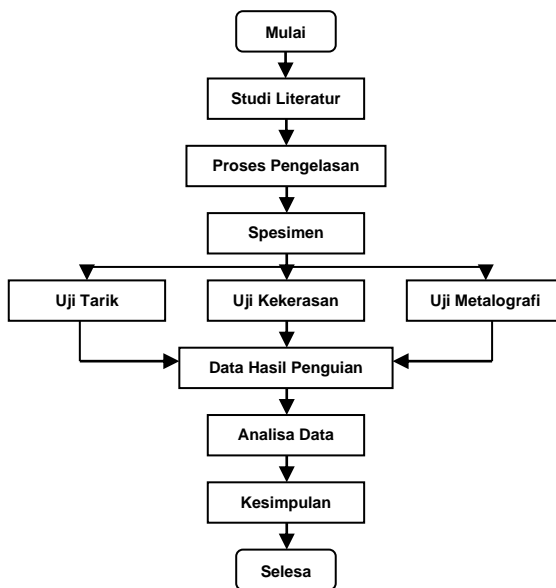 Mulai
Studi Literatur
Proses Pengelasan
Spesimen
Uji Tarik
Uji Kekerasan
Uji Metalografi
Data Hasil Penguian
Analisa Data
Kesimpulan
Selesa